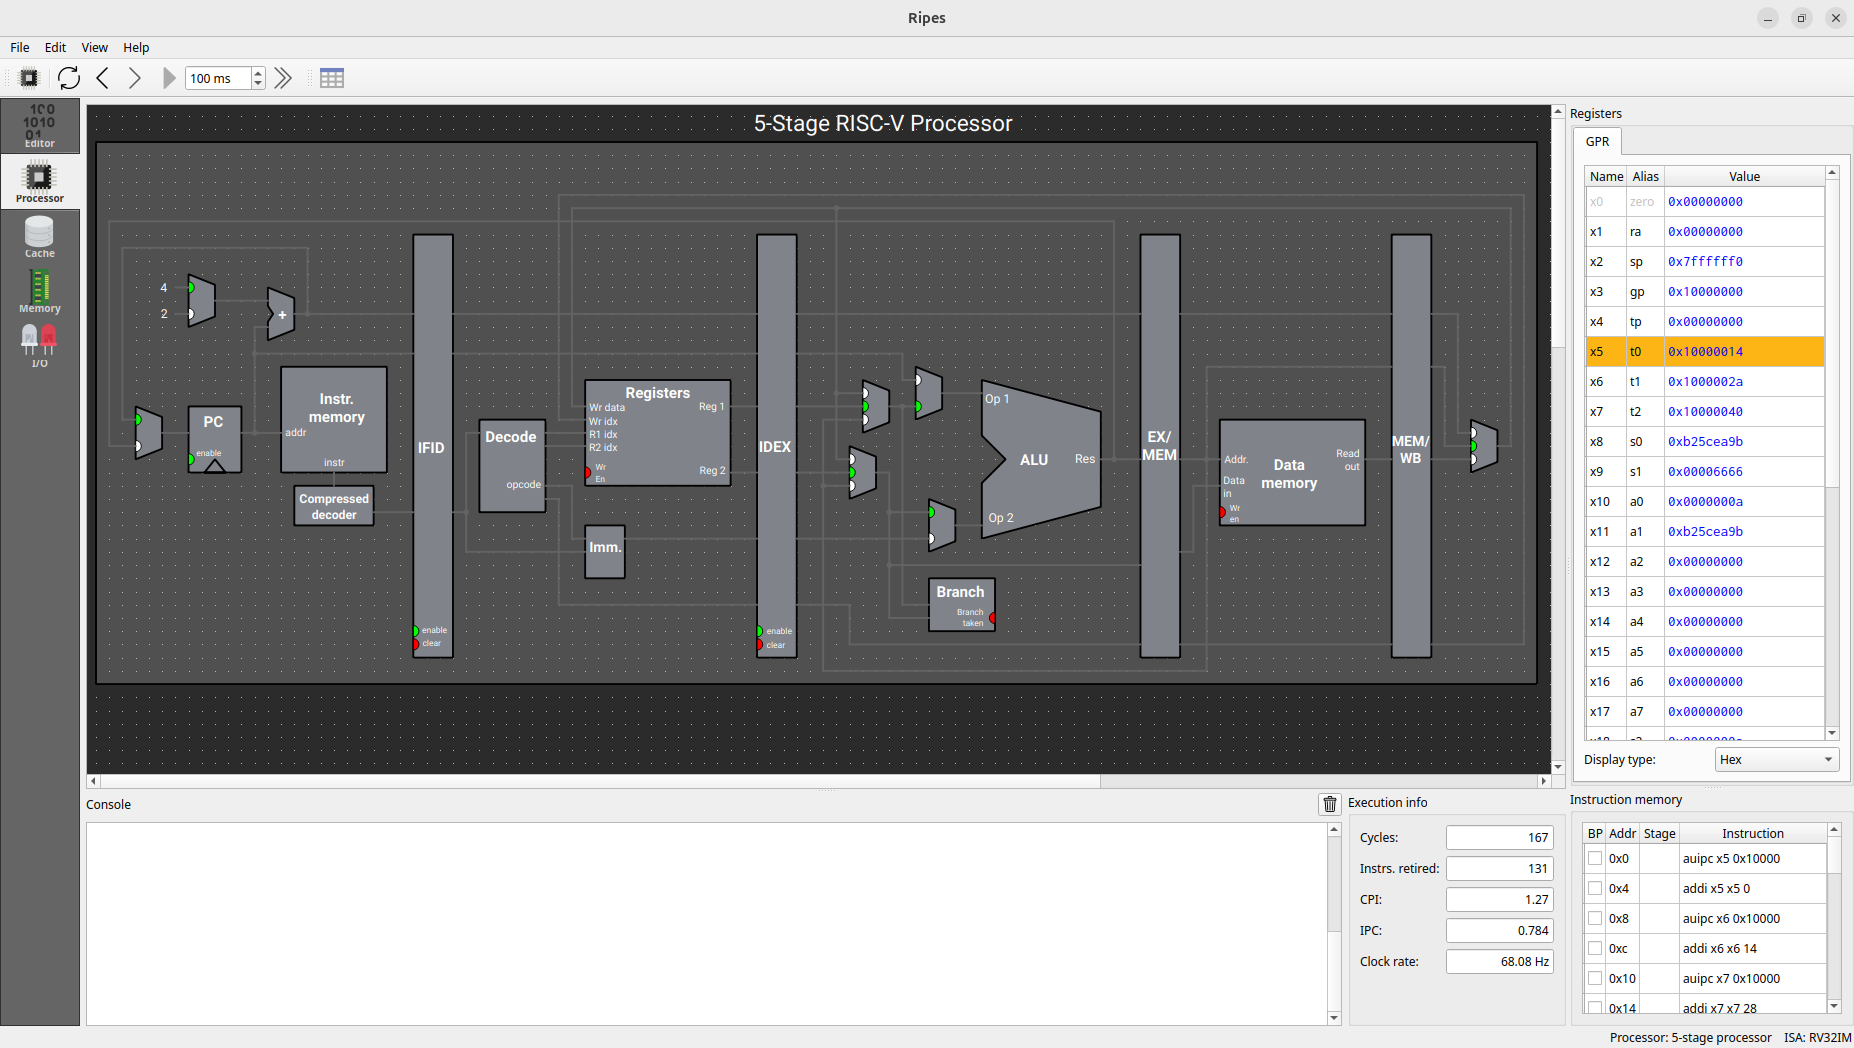 Ripes
File Edit View Help
100 ms
100
1010
01
Editor
Processor
Cache
Memory
I/O
5-Stage RISC-V Processor
4
2
+
PC
enable
Instr.
memory
addr
instr
Compressed
decoder
IFID
enable
clear
Decode
opcode
Registers
Wr data
Wr idx
R1 idx
R2 idx
Wr
En
Reg 1
Reg 2
Imm.
IDEX
enable
clear
Op 1
ALU
Res
Op 2
Branch
Branch
taken
EX/
MEM
Addr.
Data
in
Wr
en
Data
memory
Read
out
MEM/
WB
Registers
GPR
Name Alias Value
x0 zero 0x00000000
x1 ra 0x00000000
x2 sp 0x7ffffff0
x3 gp 0x10000000
x4 tp 0x00000000
x5 t0 0x10000014
x6 t1 0x1000002a
x7 t2 0x10000040
x8 s0 0xb25cea9b
x9 s1 0x00006666
x10 a0 0x0000000a
x11 a1 0xb25cea9b
x12 a2 0x00000000
x13 a3 0x00000000
x14 a4 0x00000000
x15 a5 0x00000000
x16 a6 0x00000000
x17 a7 0x00000000
Display type: Hex
Console
Execution info
Cycles: 167
Instrs. retired: 131
CPI: 1.27
IPC: 0.784
Clock rate: 68.08 Hz
Instruction memory
BP Addr Stage Instruction
0x0 auipc x5 0x10000
0x4 addi x5 x5 0
0x8 auipc x6 0x10000
0xc addi x6 x6 14
0x10 auipc x7 0x10000
0x14 addi x7 x7 28
Processor: 5-stage processor ISA: RV32IM